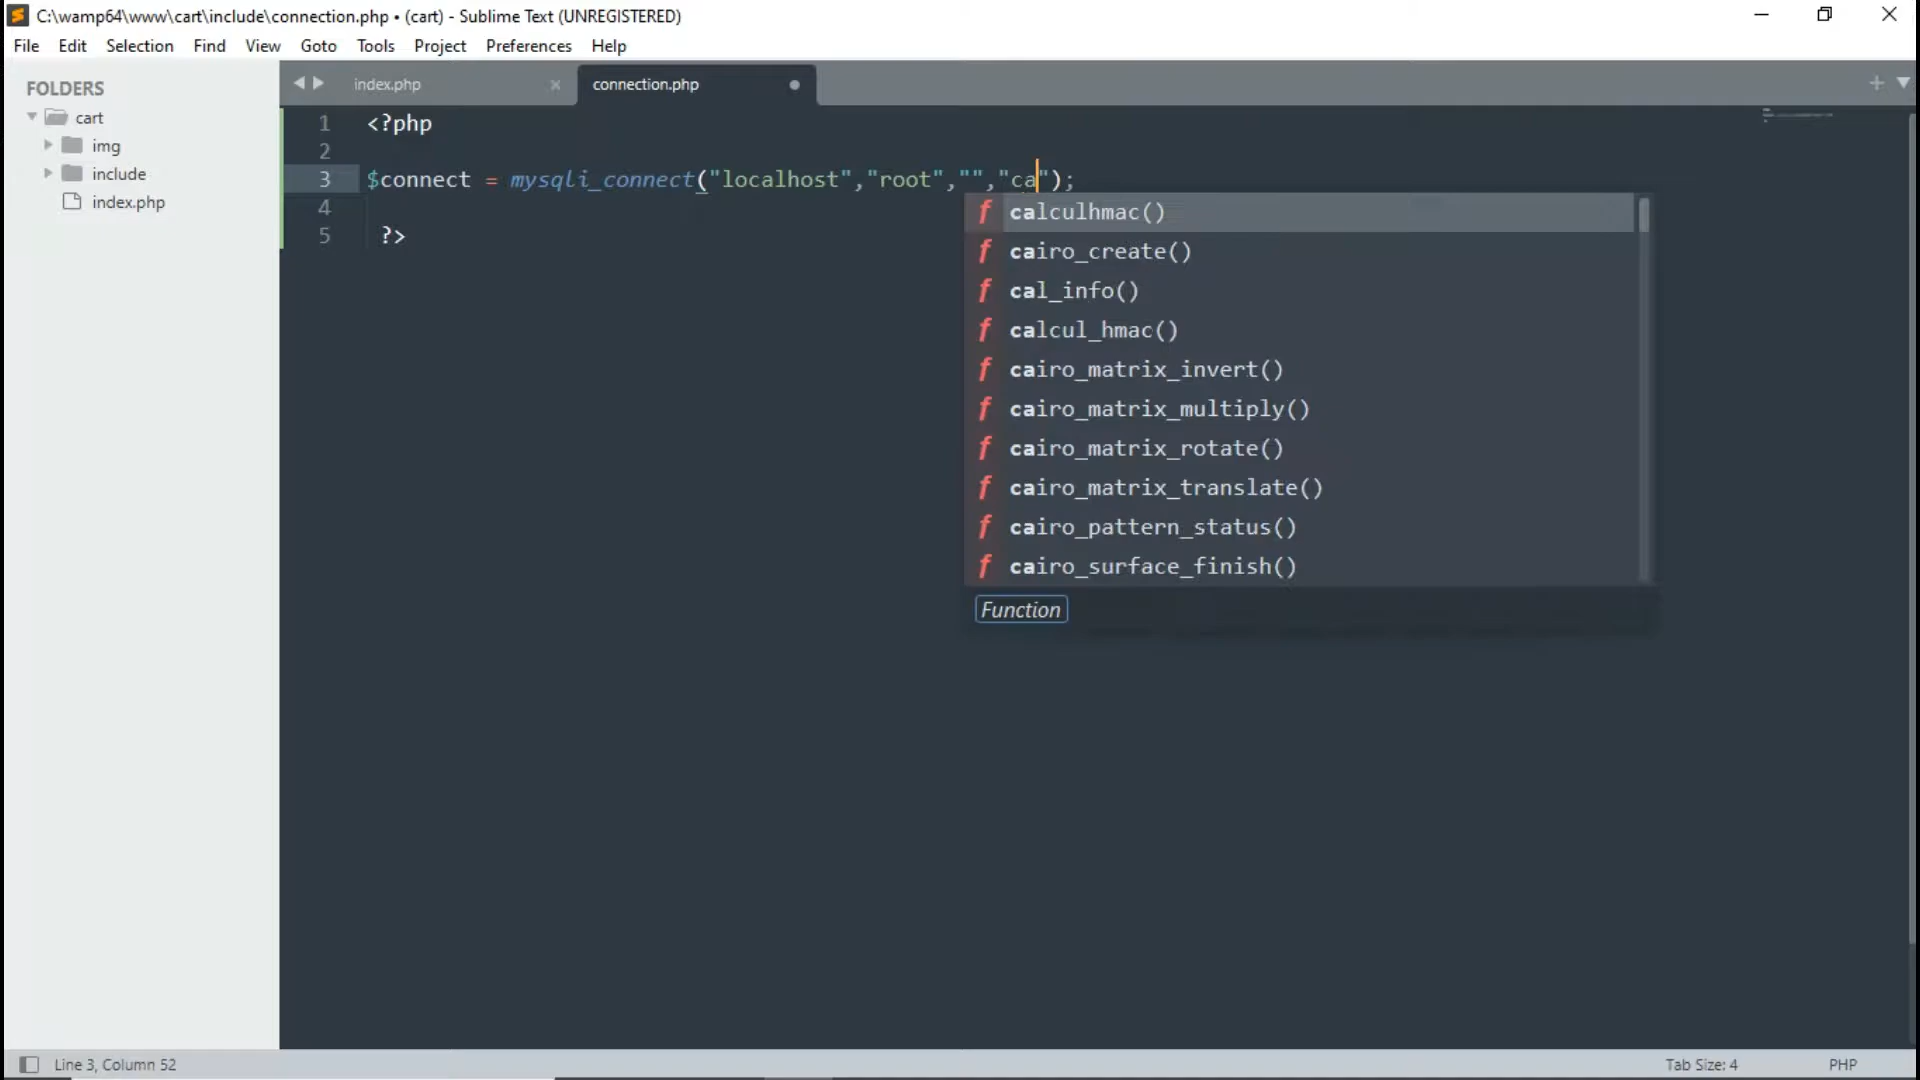 C:\wamp64\www\cart\include\connection.php • (cart) - Sublime Text (UNREGISTERED)
File Edit Selection Find View Goto Tools Project Preferences Help
FOLDERS
cart
img
include
index.php
index.php
connection.php
1 <?php
2
3 $connect = mysqli_connect("localhost","root","","ca");
4
5 ?>
f calculhmac()
f cairo_create()
f cal_info()
f calcul_hmac()
f cairo_matrix_invert()
f cairo_matrix_multiply()
f cairo_matrix_rotate()
f cairo_matrix_translate()
f cairo_pattern_status()
f cairo_surface_finish()
Function
Line 3, Column 52
Tab Size: 4
PHP